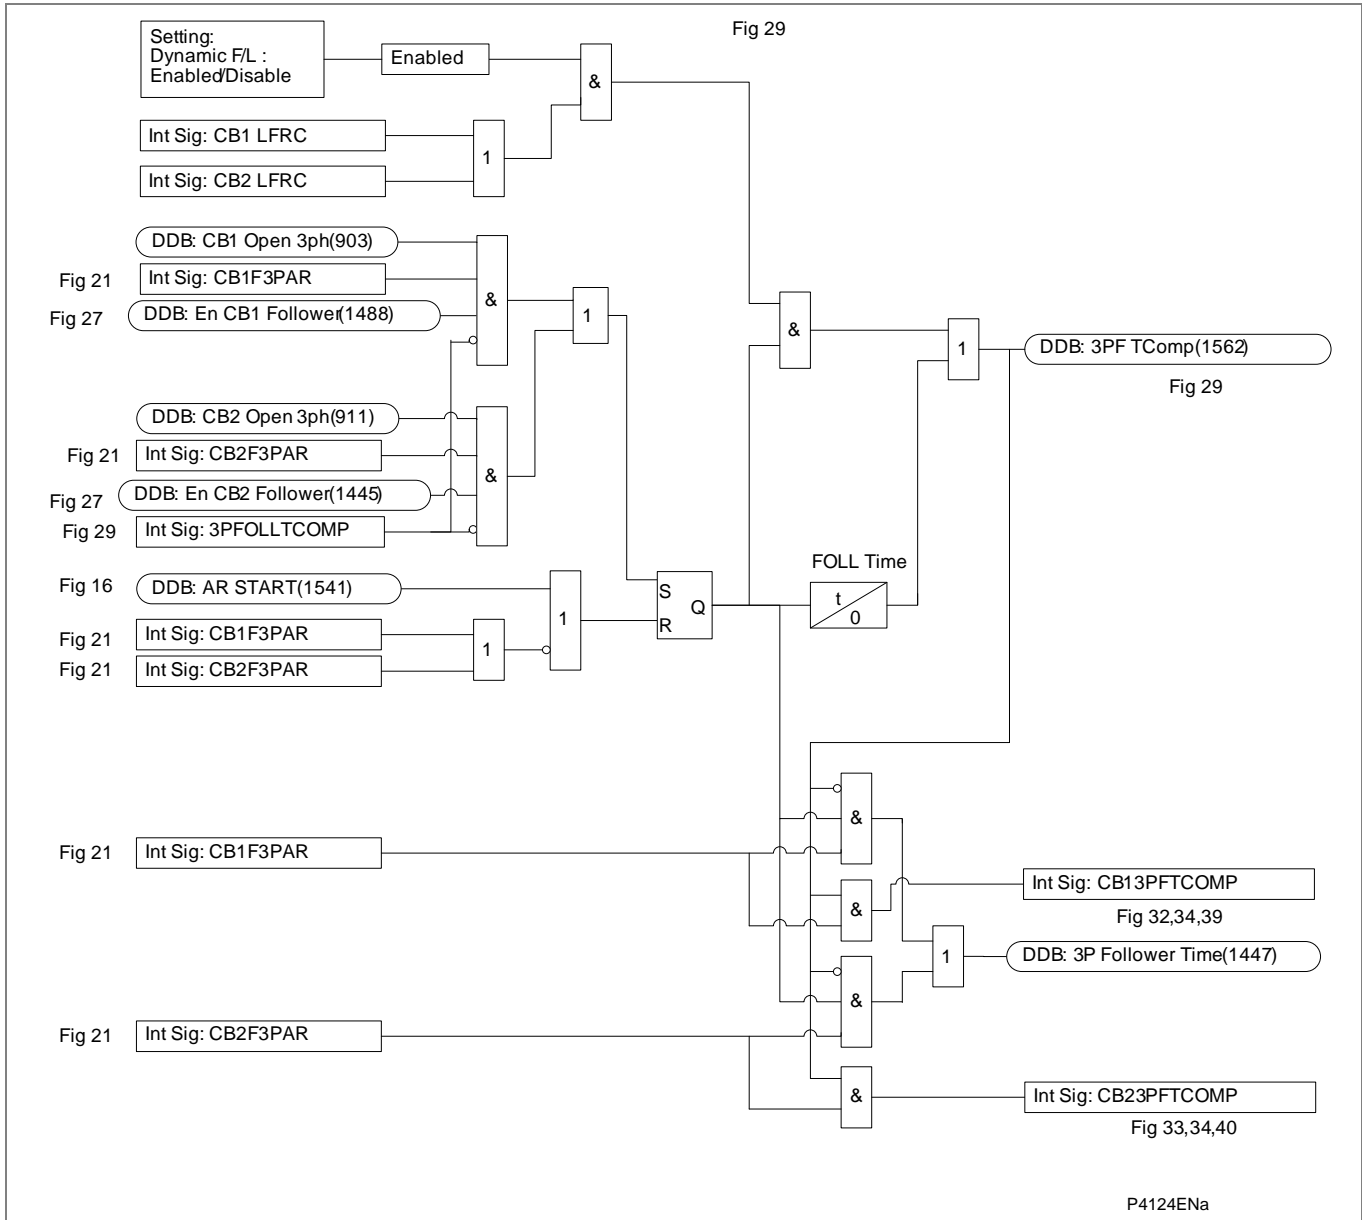 Fig 29
Setting:
Dynamic F/L :
Enabled/Disable
Enabled
&
Int Sig: CB1 LFRC
1
Int Sig: CB2 LFRC
DDB: CB1 Open 3ph(903)
Fig 21
Int Sig: CB1F3PAR
&
1
Fig 27
DDB: En CB1 Follower(1488)
&
1
DDB: 3PF TComp(1562)
Fig 29
DDB: CB2 Open 3ph(911)
Fig 21
Int Sig: CB2F3PAR
&
Fig 27
DDB: En CB2 Follower(1445)
Fig 29
Int Sig: 3PFOLLTCOMP
FOLL Time
Fig 16
DDB: AR START(1541)
1
S
Q
R
t
0
Fig 21
Int Sig: CB1F3PAR
1
Fig 21
Int Sig: CB2F3PAR
&
Fig 21
Int Sig: CB1F3PAR
Int Sig: CB13PFTCOMP
&
Fig 32,34,39
1
DDB: 3P Follower Time(1447)
&
Fig 21
Int Sig: CB2F3PAR
&
Int Sig: CB23PFTCOMP
Fig 33,34,40
P4124ENa